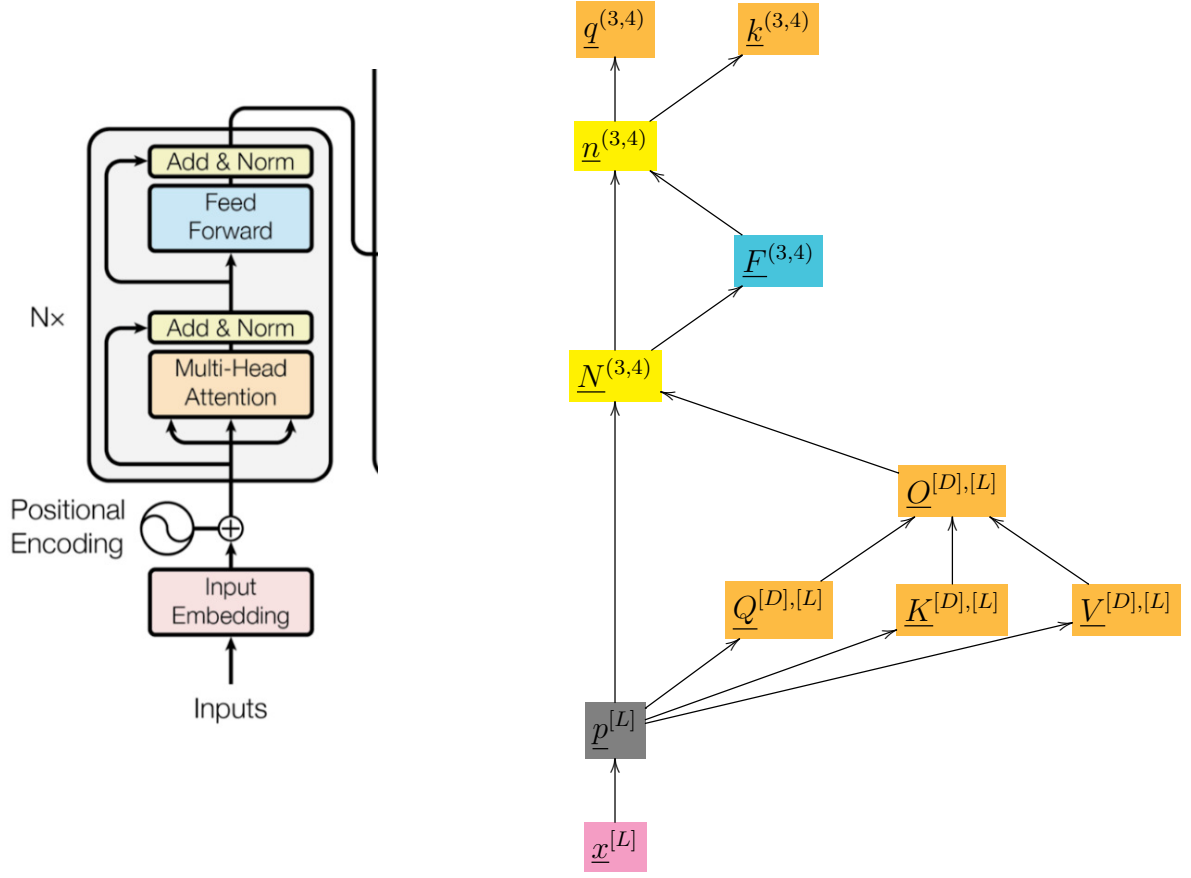 Add & Norm
Feed
Forward
N×
Add & Norm
Multi-Head
Attention
Positional
Encoding
Input
Embedding
Inputs
q^(3,4)
k^(3,4)
n^(3,4)
F^(3,4)
N^(3,4)
O^[D],[L]
Q^[D],[L]
K^[D],[L]
V^[D],[L]
p^[L]
x^[L]